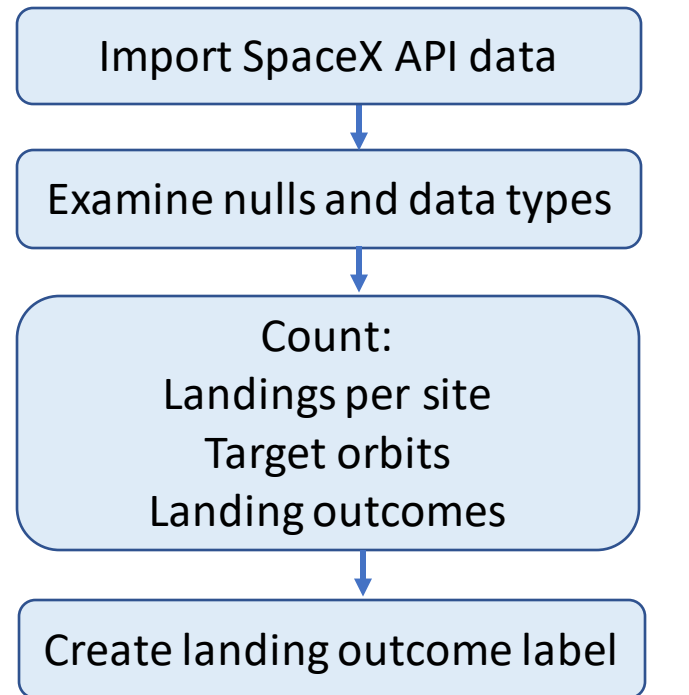 Import SpaceX API data
Examine nulls and data types
Count:
Landings per site
Target orbits
Landing outcomes
Create landing outcome label